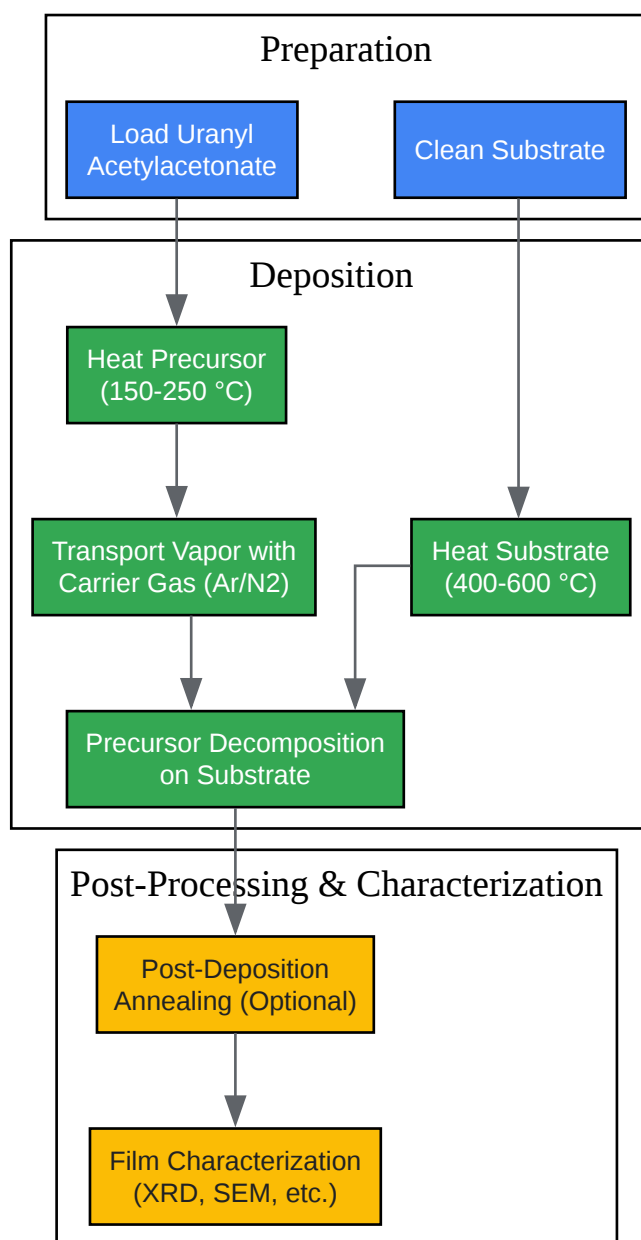 Preparation
Load Uranyl
Acetylacetonate
Clean Substrate
Deposition
Heat Precursor
(150-250 °C)
Transport Vapor with
Carrier Gas (Ar/N2)
Heat Substrate
(400-600 °C)
Precursor Decomposition
on Substrate
Post-Processing & Characterization
Post-Deposition
Annealing (Optional)
Film Characterization
(XRD, SEM, etc.)